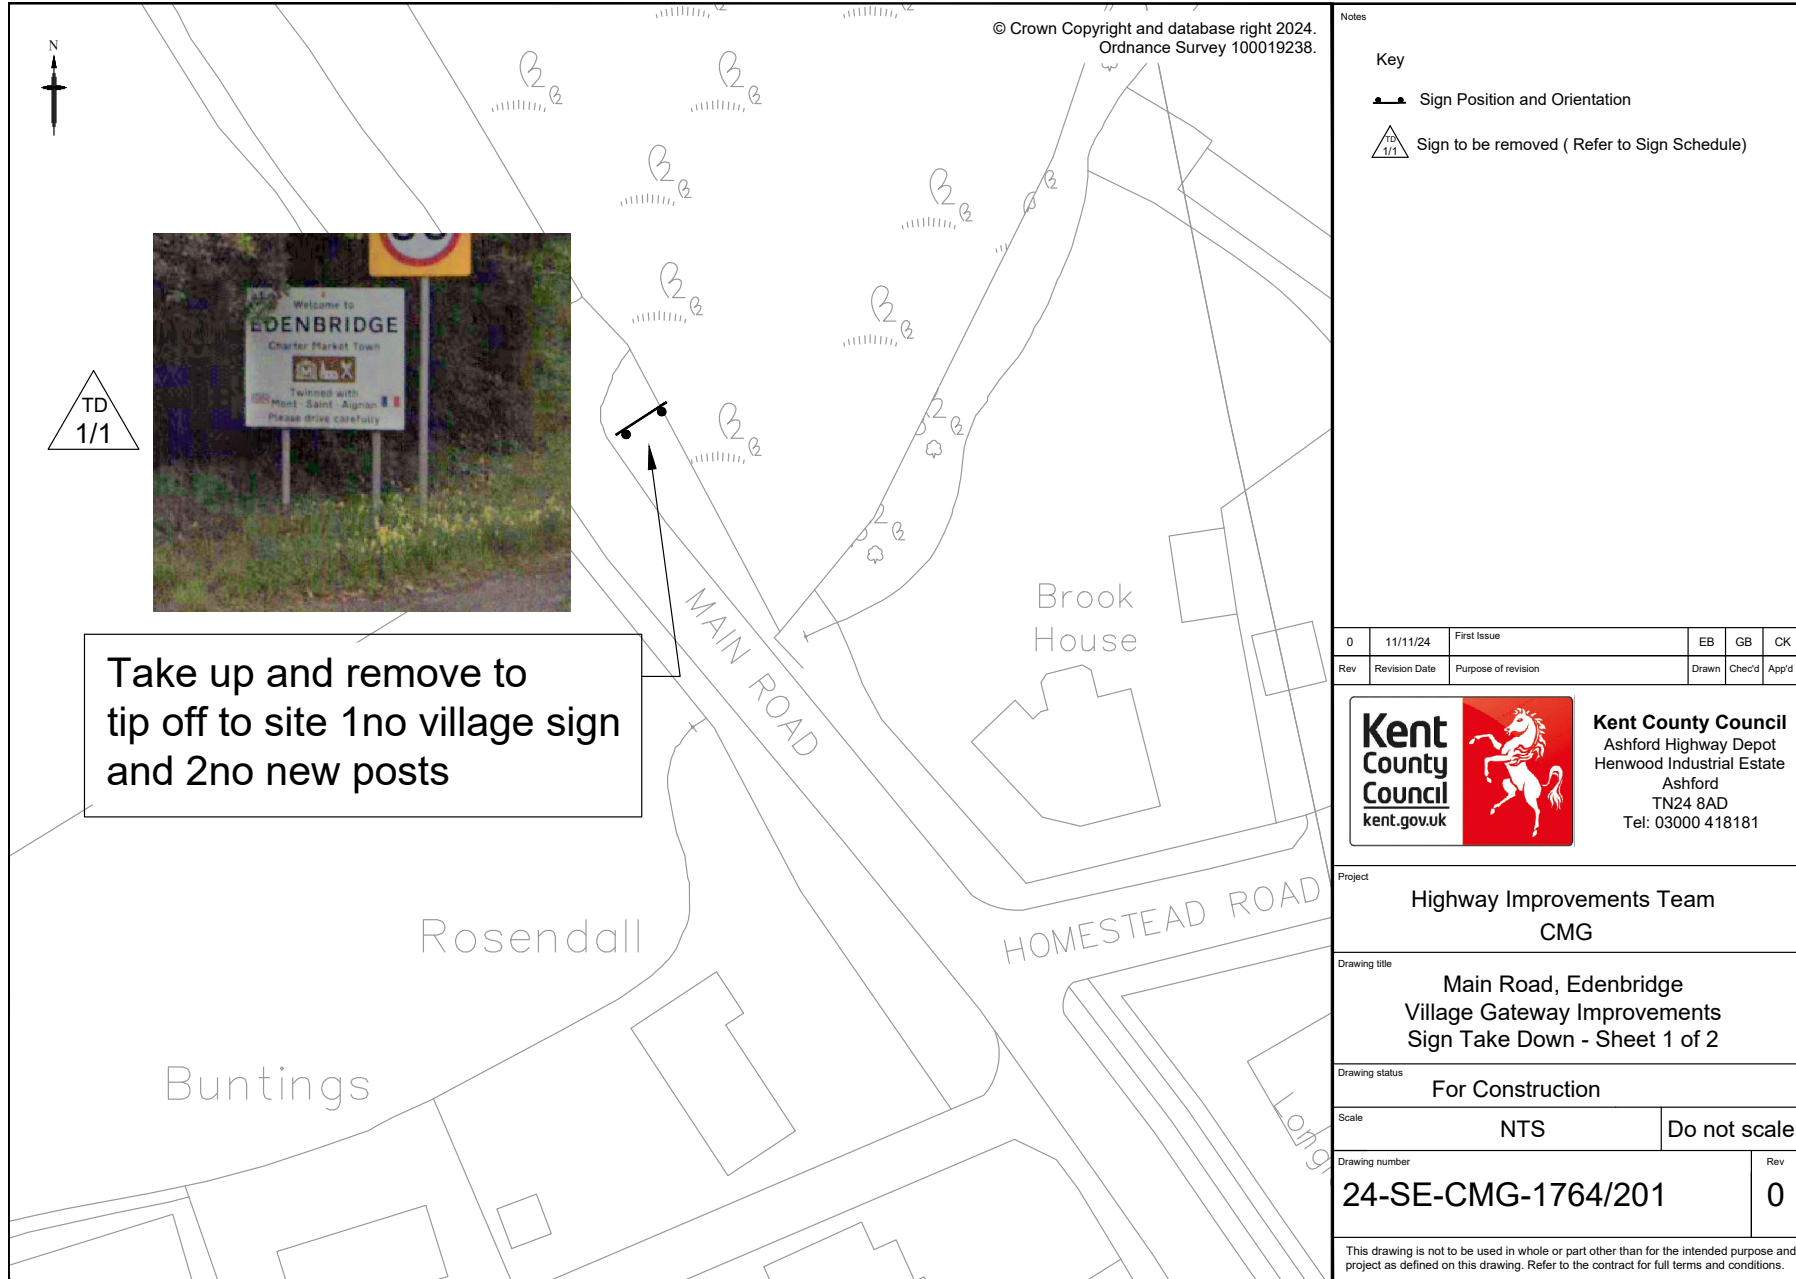 © Crown Copyright and database right 2024.
Ordnance Survey 100019238.
N
Welcome to
EDENBRIDGE
Charter Market Town
Twinned with
Mont - Saint - Aignan
Please drive carefully
TD
1/1
Take up and remove to
tip off to site 1no village sign
and 2no new posts
MAIN ROAD
Brook
House
HOMESTEAD ROAD
Rosendall
Buntings
Long
Notes
Key
Sign Position and Orientation
TD
1/1
Sign to be removed ( Refer to Sign Schedule)
0 11/11/24 First Issue EB GB CK
Rev Revision Date Purpose of revision Drawn Chec'd App'd
Kent
County
Council
kent.gov.uk
Kent County Council
Ashford Highway Depot
Henwood Industrial Estate
Ashford
TN24 8AD
Tel: 03000 418181
Project
Highway Improvements Team
CMG
Drawing title
Main Road, Edenbridge
Village Gateway Improvements
Sign Take Down - Sheet 1 of 2
Drawing status
For Construction
Scale
NTS
Do not scale
Drawing number
24-SE-CMG-1764/201
Rev
0
This drawing is not to be used in whole or part other than for the intended purpose and
project as defined on this drawing. Refer to the contract for full terms and conditions.